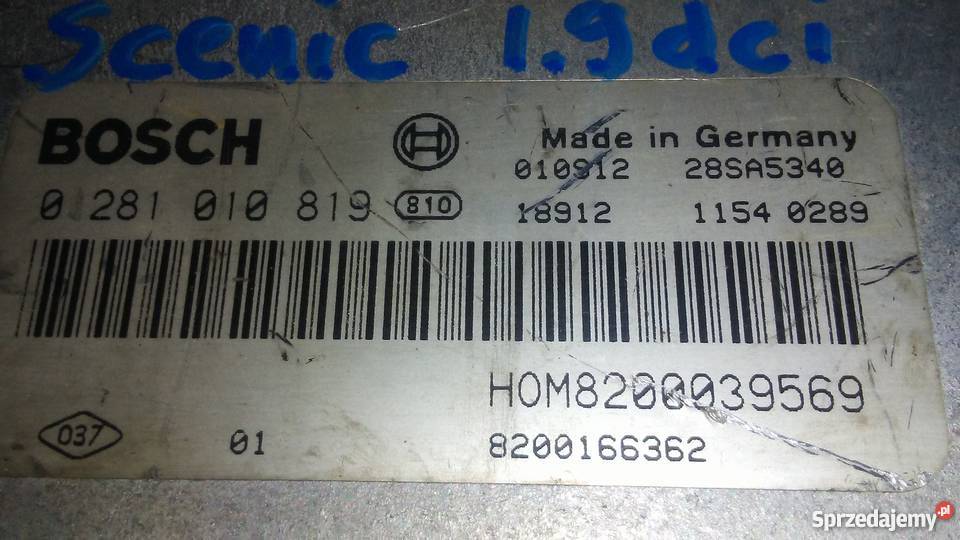 Scenic 1.9dci
BOSCH Made in Germany
010912 28SA5340
0 281 010 819 810 18912 1154 0289
HOM8200039569
037 01 8200166362
Sprzedajemy.pl